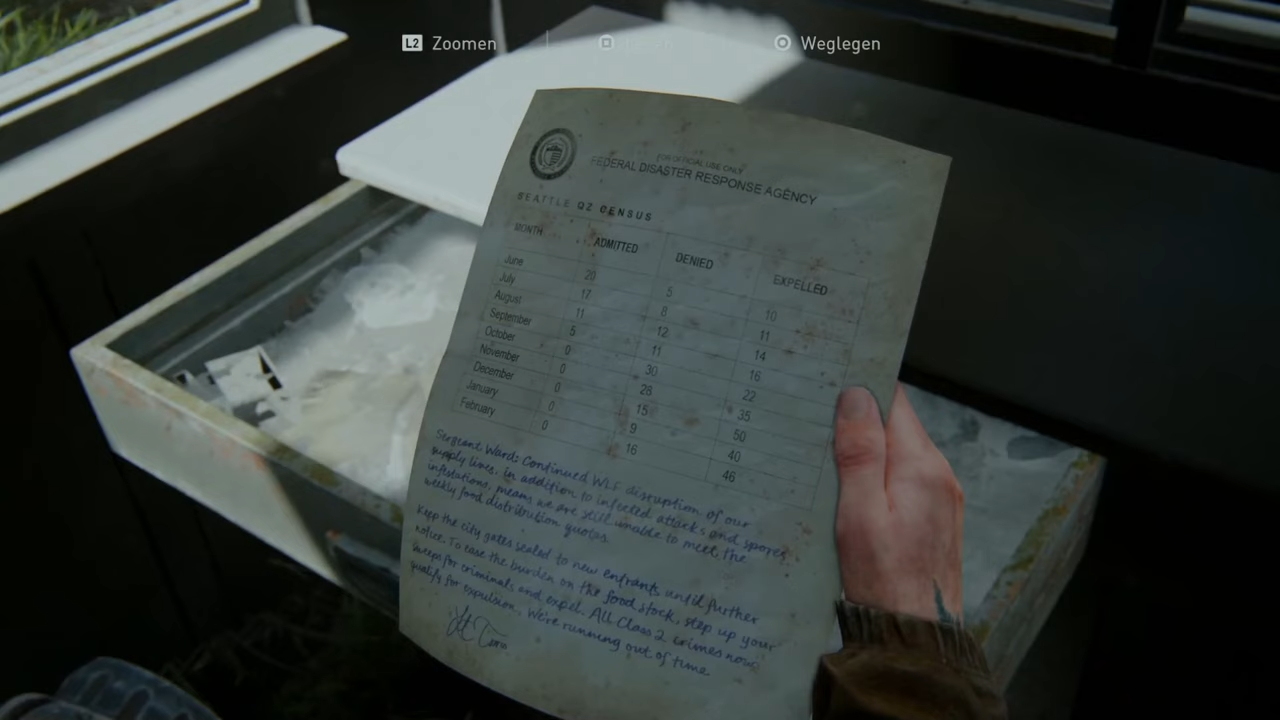 L2 Zoomen
Weglegen
FOR OFFICIAL USE ONLY
FEDERAL DISASTER RESPONSE AGENCY
SEATTLE QZ CENSUS
MONTH ADMITTED DENIED EXPELLED
June 20 5 10
July 17 8 11
August 11 12 14
September 5 11 16
October 0 30 22
November 0 28 35
December 0 15 50
January 0 9 40
February 0 16 46
Sergeant Ward: Continued WLF disruption of our
supply lines, in addition to infected attacks and spores
infestations, means we are still unable to meet the
weekly food distribution quotas.
Keep the city gates sealed to new entrants until further
notice. To ease the burden on the food stock, step up your
sweeps for criminals and expel. All Class 2 crimes now
qualify for expulsion. We're running out of time.